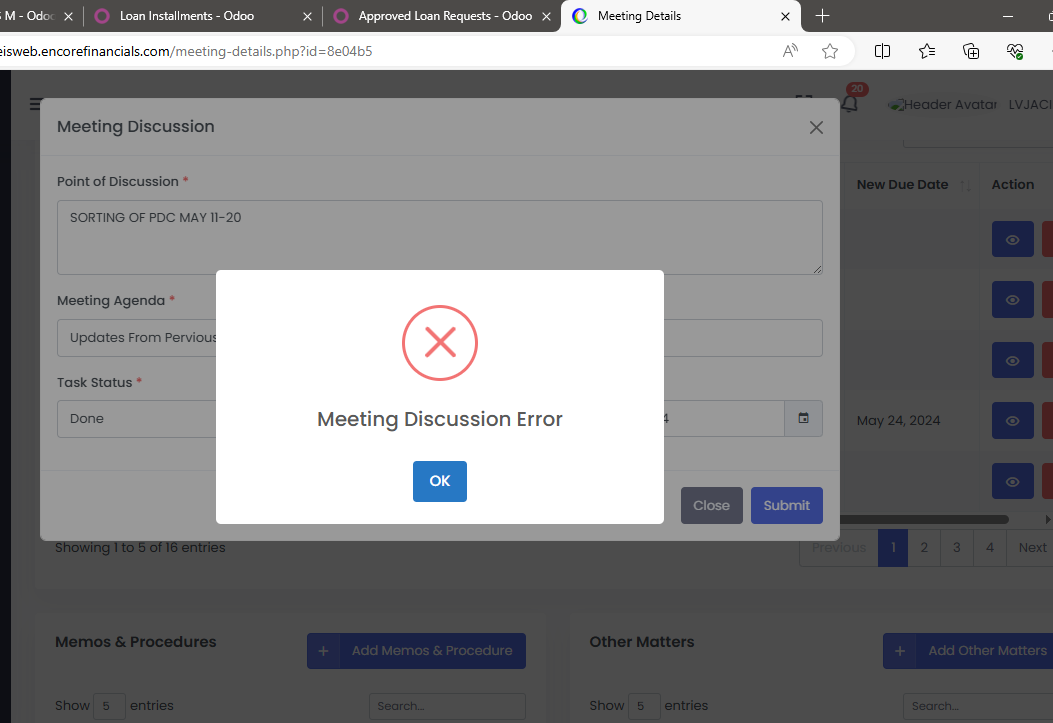 S M - Odoo
Loan Installments - Odoo
Approved Loan Requests - Odoo
Meeting Details
eisweb.encorefinancials.com/meeting-details.php?id=8e04b5
20
Header Avatar
LVJACI
Meeting Discussion
Point of Discussion *
SORTING OF PDC MAY 11-20
Meeting Agenda *
Updates From Pervious
Task Status *
Done
4
Meeting Discussion Error
OK
Close
Submit
New Due Date
Action
May 24, 2024
Showing 1 to 5 of 16 entries
Previous 1 2 3 4 Next
Memos & Procedures
+ Add Memos & Procedure
Show 5 entries
Search...
Other Matters
+ Add Other Matters
Show 5 entries
Search...